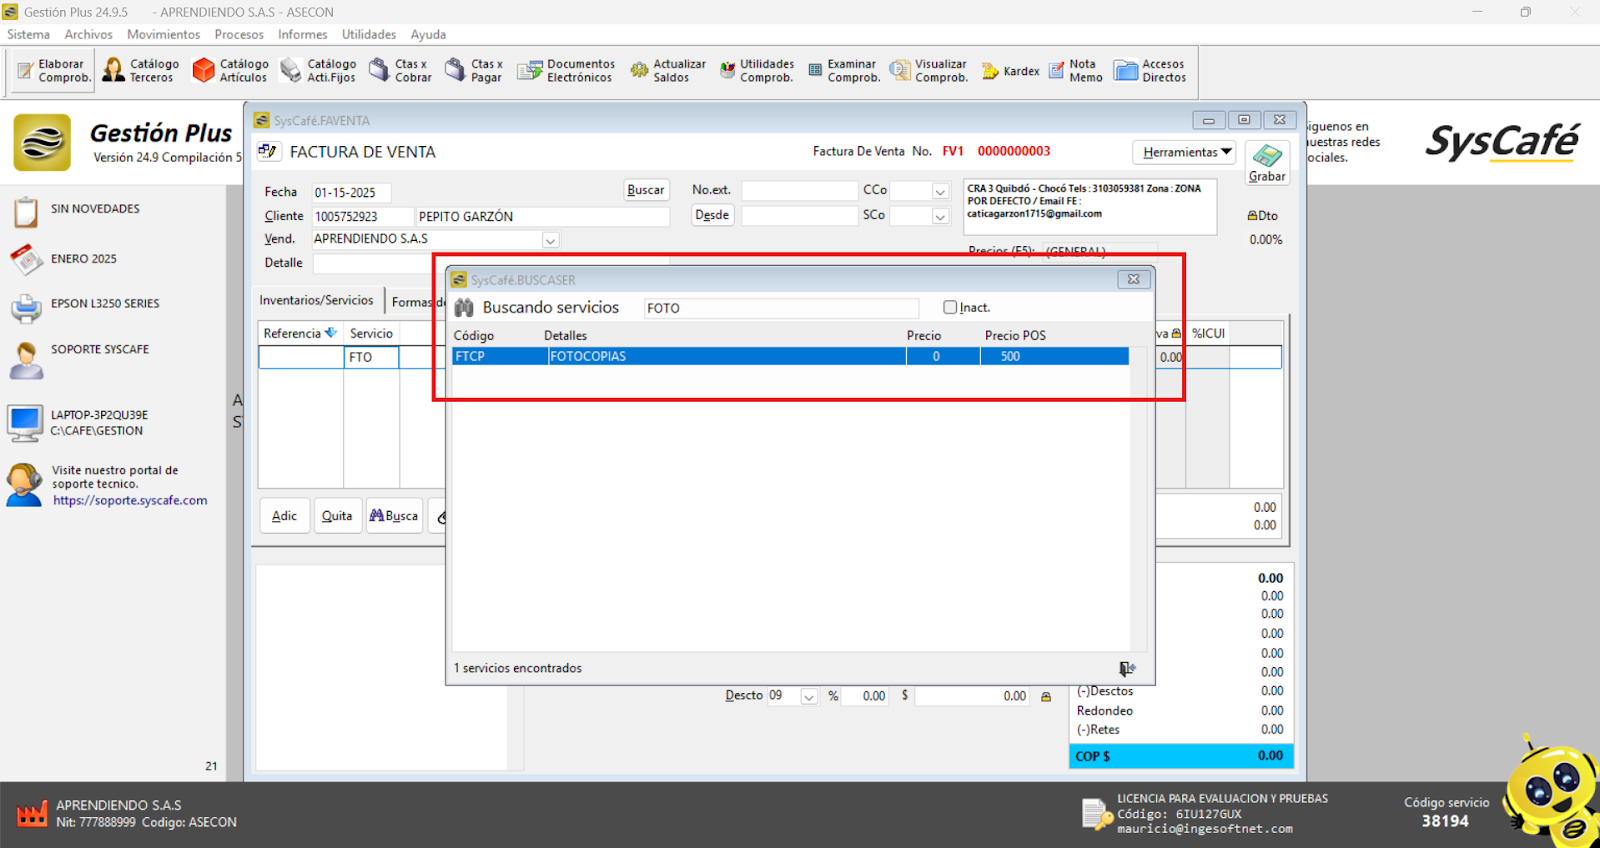 Gestión Plus 24.9.5 - APRENDIENDO S.A.S - ASECON
Sistema Archivos Movimientos Procesos Informes Utilidades Ayuda
Elaborar Comprob.
Catálogo Terceros
Catálogo Artículos
Catálogo Acti.Fijos
Ctas x Cobrar
Ctas x Pagar
Documentos Electrónicos
Actualizar Saldos
Utilidades Comprob.
Examinar Comprob.
Visualizar Comprob.
Kardex
Nota Memo
Accesos Directos
Gestión Plus
Versión 24.9 Compilación 5
SIN NOVEDADES
ENERO 2025
EPSON L3250 SERIES
SOPORTE SYSCAFE
LAPTOP-3P2QU39E
C:\CAFE\GESTION
Visite nuestro portal de
soporte tecnico.
https://soporte.syscafe.com
21
SysCafé.FAVENTA
FACTURA DE VENTA
Factura De Venta No. FV1 0000000003
Herramientas
Grabar
Fecha 01-15-2025 Buscar No.ext. CCo
Cliente 1005752923 PEPITO GARZÓN Desde SCo
Vend. APRENDIENDO S.A.S
Detalle
CRA 3 Quibdó - Chocó Tels : 3103059381 Zona : ZONA
POR DEFECTO / Email FE :
caticagarzon1715@gmail.com
Dto
0.00%
Precios (F5): (GENERAL)
Inventarios/Servicios Formas de
Referencia Servicio va %ICUI
FTO 0.00
SysCafé.BUSCASER
Buscando servicios FOTO Inact.
Código Detalles Precio Precio POS
FTCP FOTOCOPIAS 0 500
1 servicios encontrados
Adic Quita Busca
0.00
0.00
0.00
0.00
0.00
0.00
0.00
0.00
Descto 09 % 0.00 $ 0.00
(-)Desctos 0.00
Redondeo 0.00
(-)Retes 0.00
COP $ 0.00
iguenos en
uestras redes
ociales.
SysCafé
APRENDIENDO S.A.S
Nit: 777888999 Codigo: ASECON
LICENCIA PARA EVALUACION Y PRUEBAS
Código: 6IU127GUX
mauricio@ingesoftnet.com
Código servicio
38194